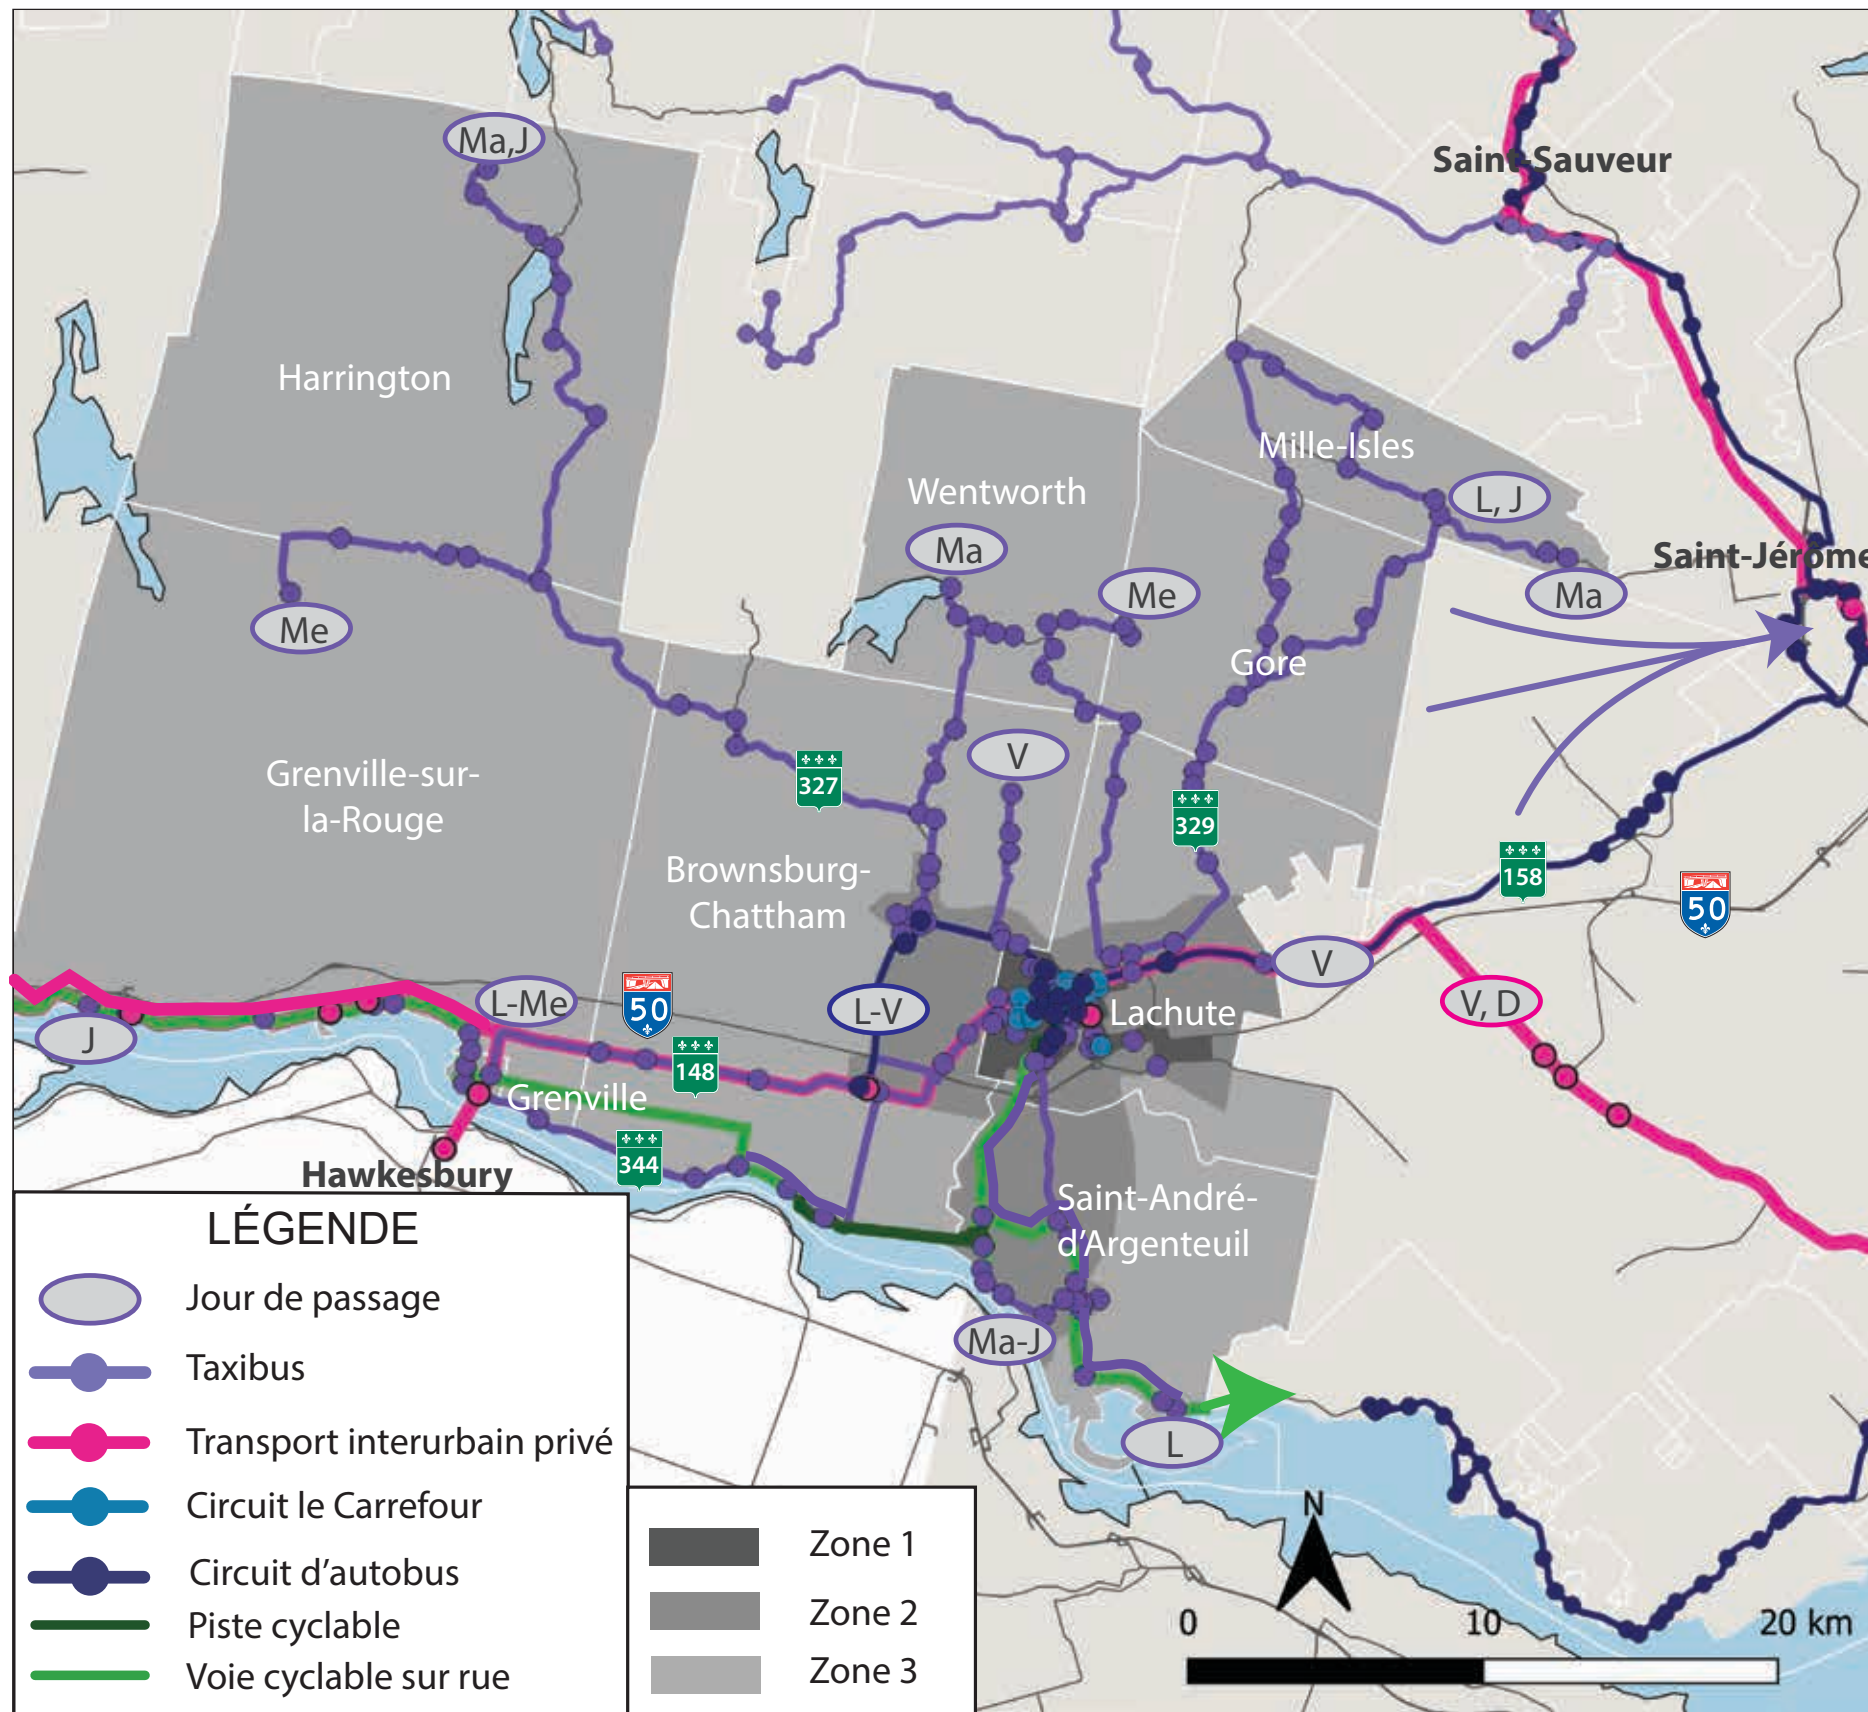 Ma,J
Saint-Sauveur
Harrington
Mille-Isles
Wentworth
L, J
Ma
Saint-Jérôme
Me
Ma
Me
Gore
V
327
Grenville-sur-
la-Rouge
329
Brownsburg-
Chattham
158
50
V
L-Me
50
L-V
Lachute
V, D
J
148
Grenville
344
Hawkesbury
Saint-André-
d'Argenteuil
Ma-J
L
LÉGENDE
Jour de passage
Taxibus
Transport interurbain privé
Circuit le Carrefour
Circuit d'autobus
Piste cyclable
Voie cyclable sur rue
Zone 1
Zone 2
Zone 3
N
0 10 20 km